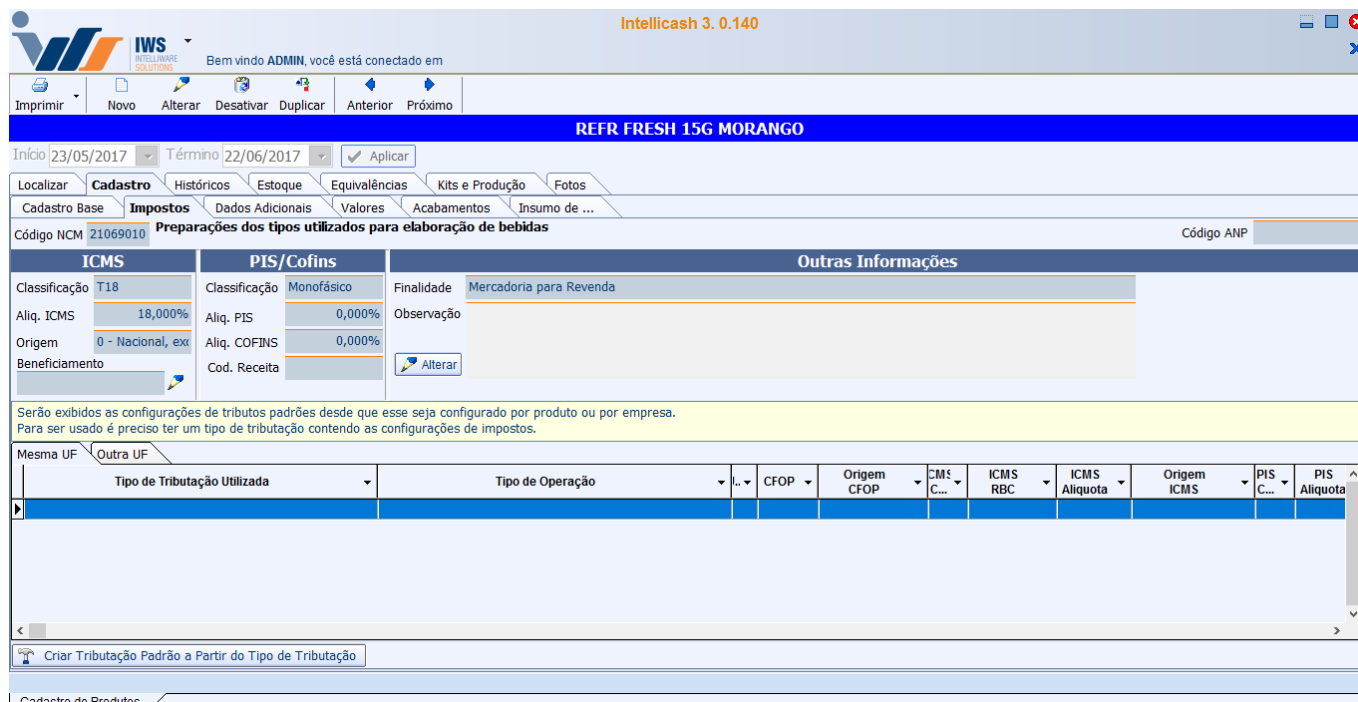 Intellicash 3. 0.140
IWS
INTELLIWARE
SOLUTIONS
Bem vindo ADMIN, você está conectado em
Imprimir Novo Alterar Desativar Duplicar Anterior Próximo
REFR FRESH 15G MORANGO
Início 23/05/2017 Término 22/06/2017 Aplicar
Localizar Cadastro Históricos Estoque Equivalências Kits e Produção Fotos
Cadastro Base Impostos Dados Adicionais Valores Acabamentos Insumo de ...
Código NCM 21069010 Preparações dos tipos utilizados para elaboração de bebidas Código ANP
ICMS PIS/Cofins Outras Informações
Classificação T18 Classificação Monofásico Finalidade Mercadoria para Revenda
Aliq. ICMS 18,000% Aliq. PIS 0,000% Observação
Origem 0 - Nacional, exc Aliq. COFINS 0,000%
Beneficiamento Cod. Receita Alterar
Serão exibidos as configurações de tributos padrões desde que esse seja configurado por produto ou por empresa.
Para ser usado é preciso ter um tipo de tributação contendo as configurações de impostos.
Mesma UF Outra UF
Tipo de Tributação Utilizada Tipo de Operação I... CFOP Origem CFOP CMS C... ICMS RBC ICMS Aliquota Origem ICMS PIS C... PIS Aliquota
Criar Tributação Padrão a Partir do Tipo de Tributação
Cadastro de Produtos